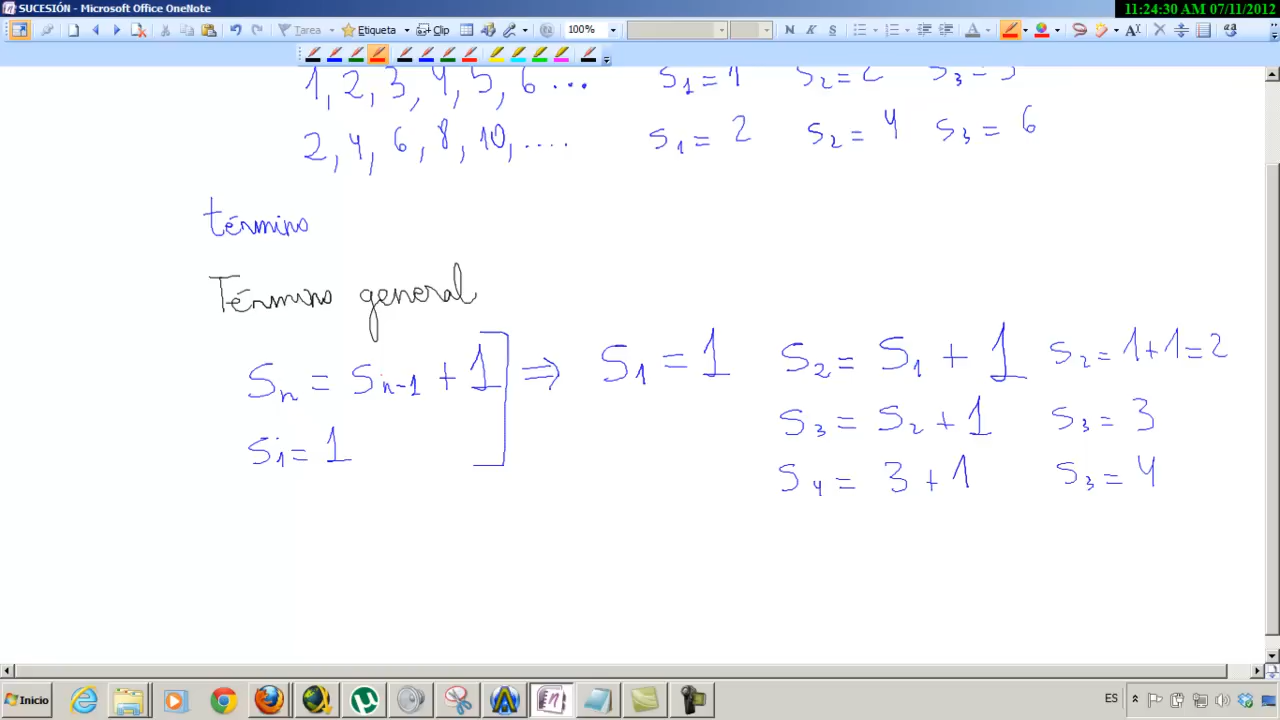 SUCESIÓN - Microsoft Office OneNote
11:24:30 AM 07/11/2012
Tarea Etiqueta Clip 100% N K S
1, 2, 3, 4, 5, 6 ... S1 = 1 S2 = 2 S3 = 3
2, 4, 6, 8, 10, .... S1 = 2 S2 = 4 S3 = 6
término
Término general
Sn = Sn-1 + 1 ] ⇒ S1 = 1 S2 = S1 + 1 S2 = 1+1=2
S1 = 1 S3 = S2 + 1 S3 = 3
S4 = 3 + 1 S3 = 4
Inicio ES